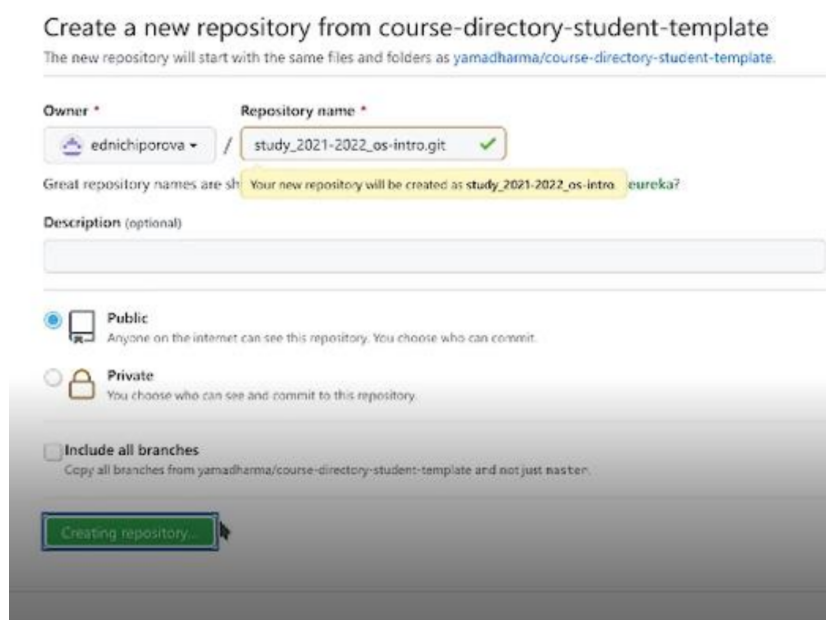 Create a new repository from course-directory-student-template
The new repository will start with the same files and folders as yamadharma/course-directory-student-template.
Owner * Repository name *
ednichiporova / study_2021-2022_os-intro.git
Great repository names are sh Your new repository will be created as study_2021-2022_os-intro. eureka?
Description (optional)
Public
Anyone on the internet can see this repository. You choose who can commit.
Private
You choose who can see and commit to this repository.
Include all branches
Copy all branches from yamadharma/course-directory-student-template and not just master.
Creating repository...